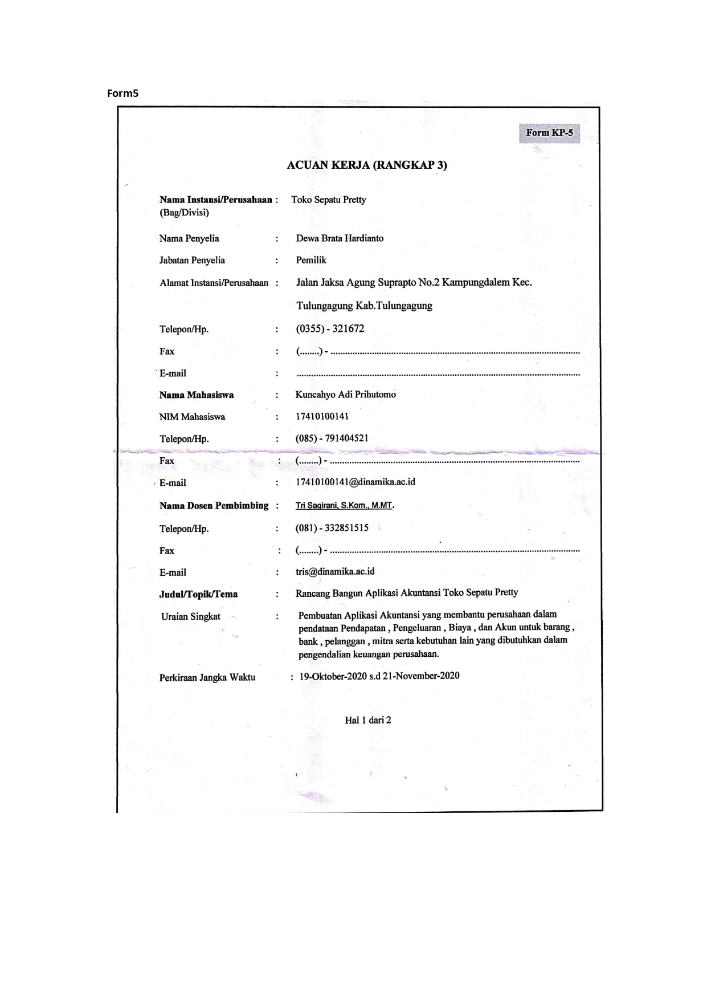 Form5
Form KP-5
ACUAN KERJA (RANGKAP 3)
Nama Instansi/Perusahaan : Toko Sepatu Pretty
(Bag/Divisi)
Nama Penyelia : Dewa Brata Hardianto
Jabatan Penyelia : Pemilik
Alamat Instansi/Perusahaan : Jalan Jaksa Agung Suprapto No.2 Kampungdalem Kec.
Tulungagung Kab.Tulungagung
Telepon/Hp. : (0355) - 321672
Fax : (........) - ........................................................................................................
E-mail : ......................................................................................................................
Nama Mahasiswa : Kuncahyo Adi Prihutomo
NIM Mahasiswa : 17410100141
Telepon/Hp. : (085) - 791404521
Fax : (........) - ........................................................................................................
E-mail : 17410100141@dinamika.ac.id
Nama Dosen Pembimbing : Tri Sagirani, S.Kom., M.MT.
Telepon/Hp. : (081) - 332851515
Fax : (........) - ........................................................................................................
E-mail : tris@dinamika.ac.id
Judul/Topik/Tema : Rancang Bangun Aplikasi Akuntansi Toko Sepatu Pretty
Uraian Singkat : Pembuatan Aplikasi Akuntansi yang membantu perusahaan dalam
pendataan Pendapatan , Pengeluaran , Biaya , dan Akun untuk barang ,
bank , pelanggan , mitra serta kebutuhan lain yang dibutuhkan dalam
pengendalian keuangan perusahaan.
Perkiraan Jangka Waktu : 19-Oktober-2020 s.d 21-November-2020
Hal 1 dari 2